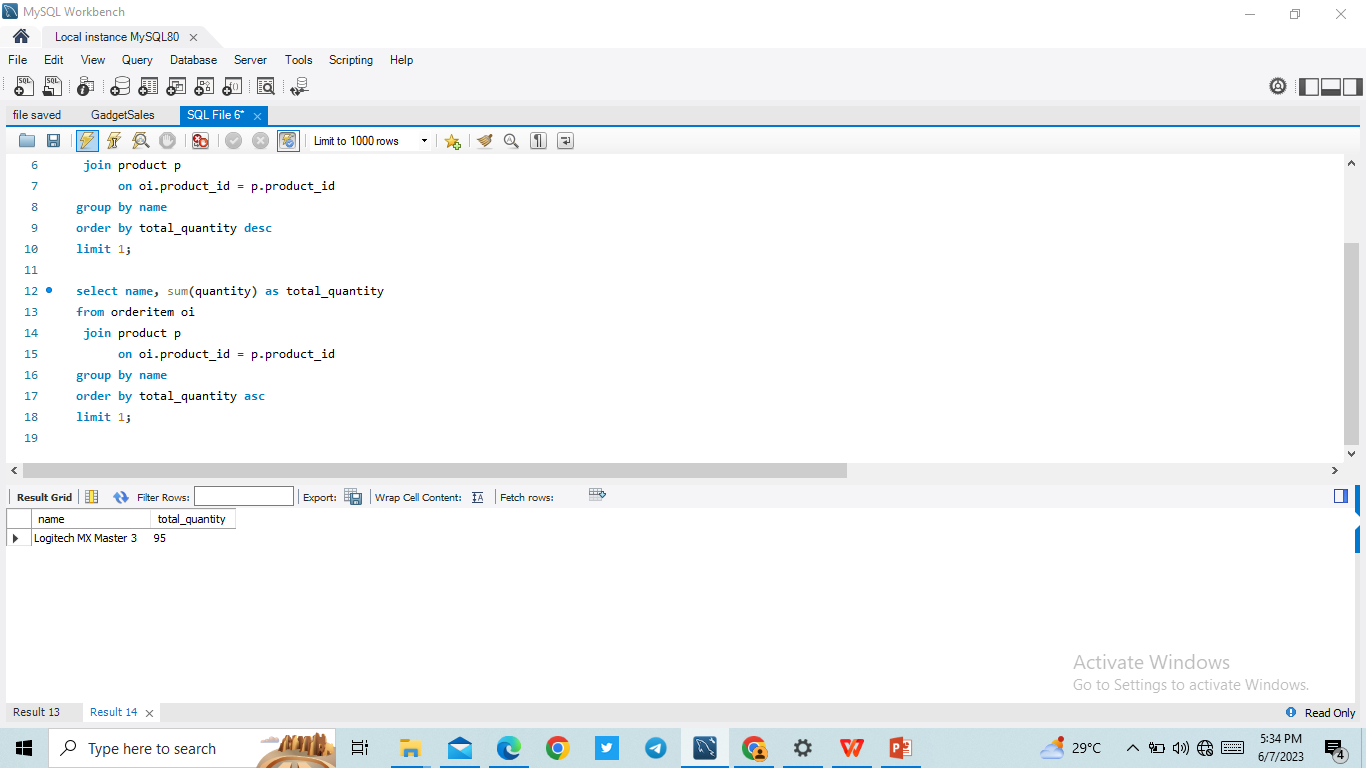 MySQL Workbench
Local instance MySQL80
File Edit View Query Database Server Tools Scripting Help
file saved GadgetSales SQL File 6*
Limit to 1000 rows
6 join product p
7 on oi.product_id = p.product_id
8 group by name
9 order by total_quantity desc
10 limit 1;
11
12 select name, sum(quantity) as total_quantity
13 from orderitem oi
14 join product p
15 on oi.product_id = p.product_id
16 group by name
17 order by total_quantity asc
18 limit 1;
19
Result Grid Filter Rows: Export: Wrap Cell Content: Fetch rows:
name total_quantity
Logitech MX Master 3 95
Activate Windows
Go to Settings to activate Windows.
Result 13 Result 14 Read Only
Type here to search 29°C 5:34 PM
6/7/2023 4